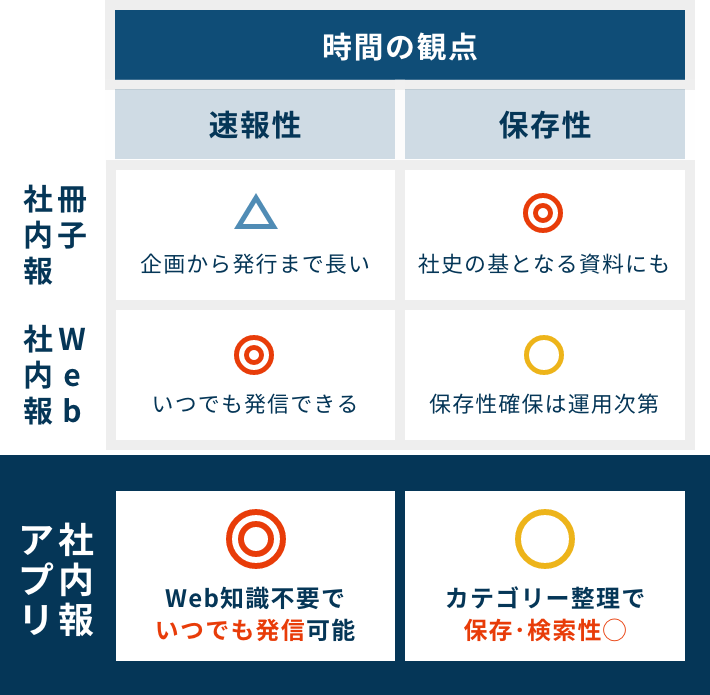 時間の観点
速報性
保存性
冊子
社内報
企画から発行まで長い
社史の基となる資料にも
Web
社内報
いつでも発信できる
保存性確保は運用次第
社内報
アプリ
Web知識不要で
いつでも発信可能
カテゴリー整理で
保存·検索性◯